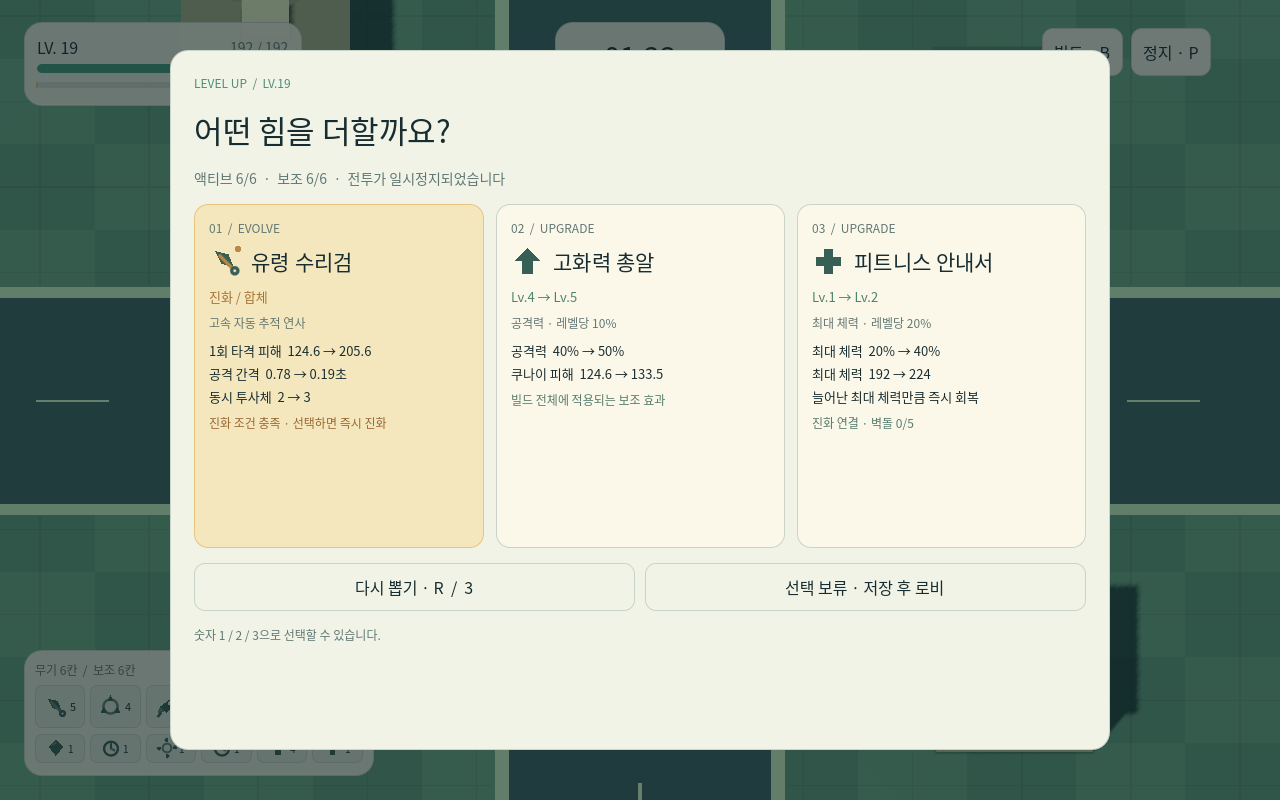 LV. 19
192 / 192
정지 · P
LEVEL UP / LV.19
어떤 힘을 더할까요?
액티브 6/6 · 보조 6/6 · 전투가 일시정지되었습니다
01 / EVOLVE
유령 수리검
진화 / 합체
고속 자동 추적 연사
1회 타격 피해 124.6 → 205.6
공격 간격 0.78 → 0.19초
동시 투사체 2 → 3
진화 조건 충족 · 선택하면 즉시 진화
02 / UPGRADE
고화력 총알
Lv.4 → Lv.5
공격력 · 레벨당 10%
공격력 40% → 50%
쿠나이 피해 124.6 → 133.5
빌드 전체에 적용되는 보조 효과
03 / UPGRADE
피트니스 안내서
Lv.1 → Lv.2
최대 체력 · 레벨당 20%
최대 체력 20% → 40%
최대 체력 192 → 224
늘어난 최대 체력만큼 즉시 회복
진화 연결 · 벽돌 0/5
다시 뽑기 · R / 3
선택 보류 · 저장 후 로비
숫자 1 / 2 / 3으로 선택할 수 있습니다.
무기 6칸 / 보조 6칸
5 4
1 1